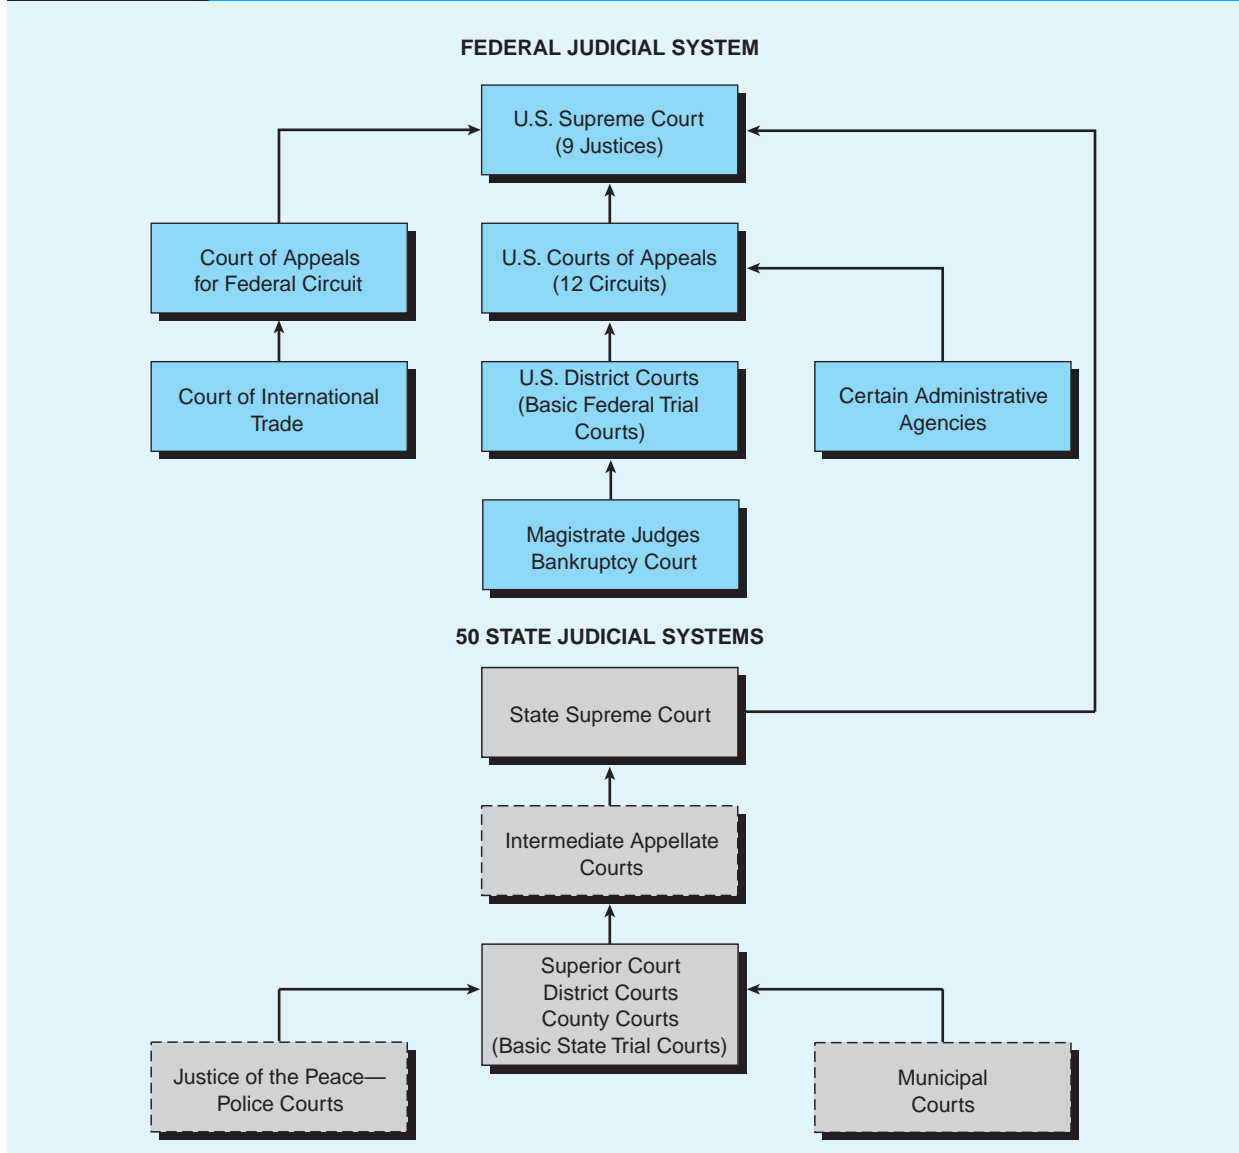 FEDERAL JUDICIAL SYSTEM
U.S. Supreme Court
(9 Justices)
Court of Appeals
for Federal Circuit
U.S. Courts of Appeals
(12 Circuits)
Court of International
Trade
U.S. District Courts
(Basic Federal Trial
Courts)
Certain Administrative
Agencies
Magistrate Judges
Bankruptcy Court
50 STATE JUDICIAL SYSTEMS
State Supreme Court
Intermediate Appellate
Courts
Superior Court
District Courts
County Courts
(Basic State Trial Courts)
Justice of the Peace—
Police Courts
Municipal
Courts